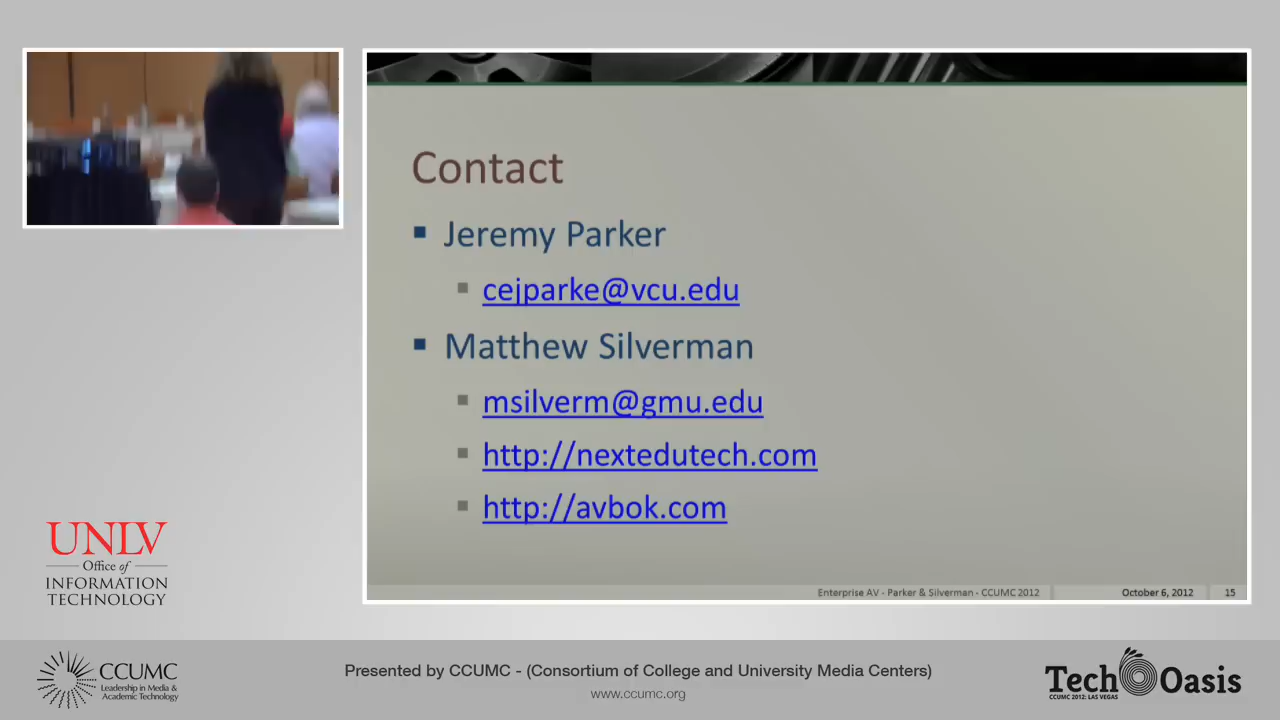 Contact
Jeremy Parker
cejparke@vcu.edu
Matthew Silverman
msilverm@gmu.edu
http://nextedutech.com
http://avbok.com
Enterprise AV - Parker & Silverman - CCUMC 2012
October 6, 2012
15
UNLV
Office of
INFORMATION
TECHNOLOGY
CCUMC
Leadership in Media &
Academic Technology
Presented by CCUMC - (Consortium of College and University Media Centers)
www.ccumc.org
Tech Oasis
CCUMC 2012: LAS VEGAS